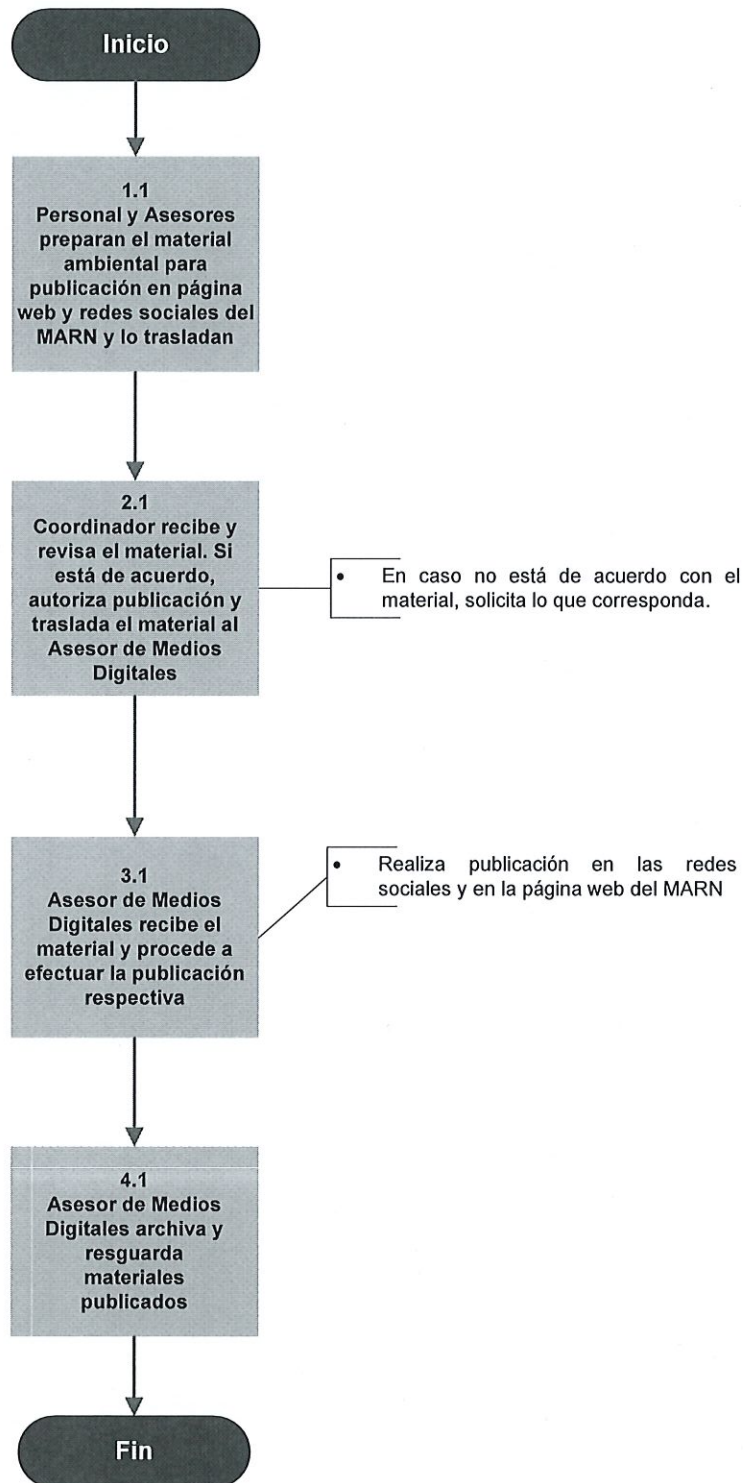 Inicio
1.1
Personal y Asesores
preparan el material
ambiental para
publicación en página
web y redes sociales del
MARN y lo trasladan
2.1
Coordinador recibe y
revisa el material. Si
está de acuerdo,
autoriza publicación y
traslada el material al
Asesor de Medios
Digitales
• En caso no está de acuerdo con el
material, solicita lo que corresponda.
3.1
Asesor de Medios
Digitales recibe el
material y procede a
efectuar la publicación
respectiva
• Realiza publicación en las redes
sociales y en la página web del MARN
4.1
Asesor de Medios
Digitales archiva y
resguarda
materiales
publicados
Fin